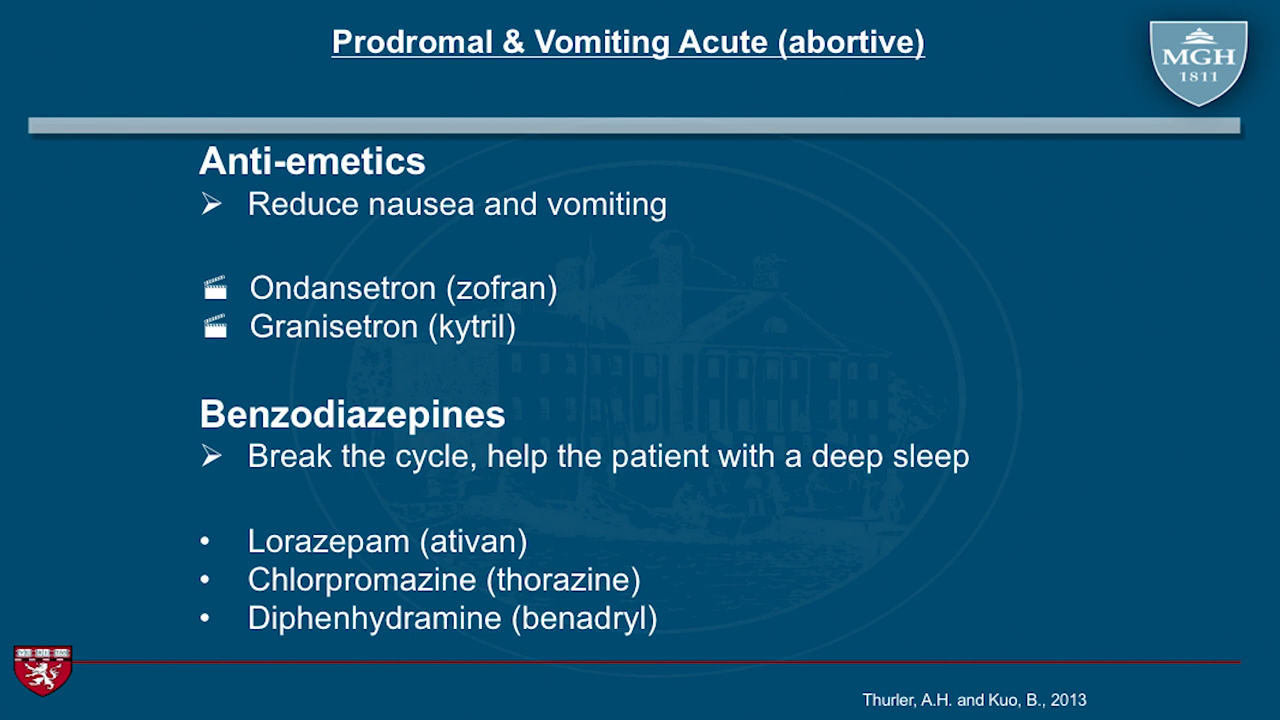 Prodromal & Vomiting Acute (abortive)
MGH
1811
Anti-emetics
➢ Reduce nausea and vomiting
🎬 Ondansetron (zofran)
🎬 Granisetron (kytril)
Benzodiazepines
➢ Break the cycle, help the patient with a deep sleep
• Lorazepam (ativan)
• Chlorpromazine (thorazine)
• Diphenhydramine (benadryl)
Thurler, A.H. and Kuo, B., 2013